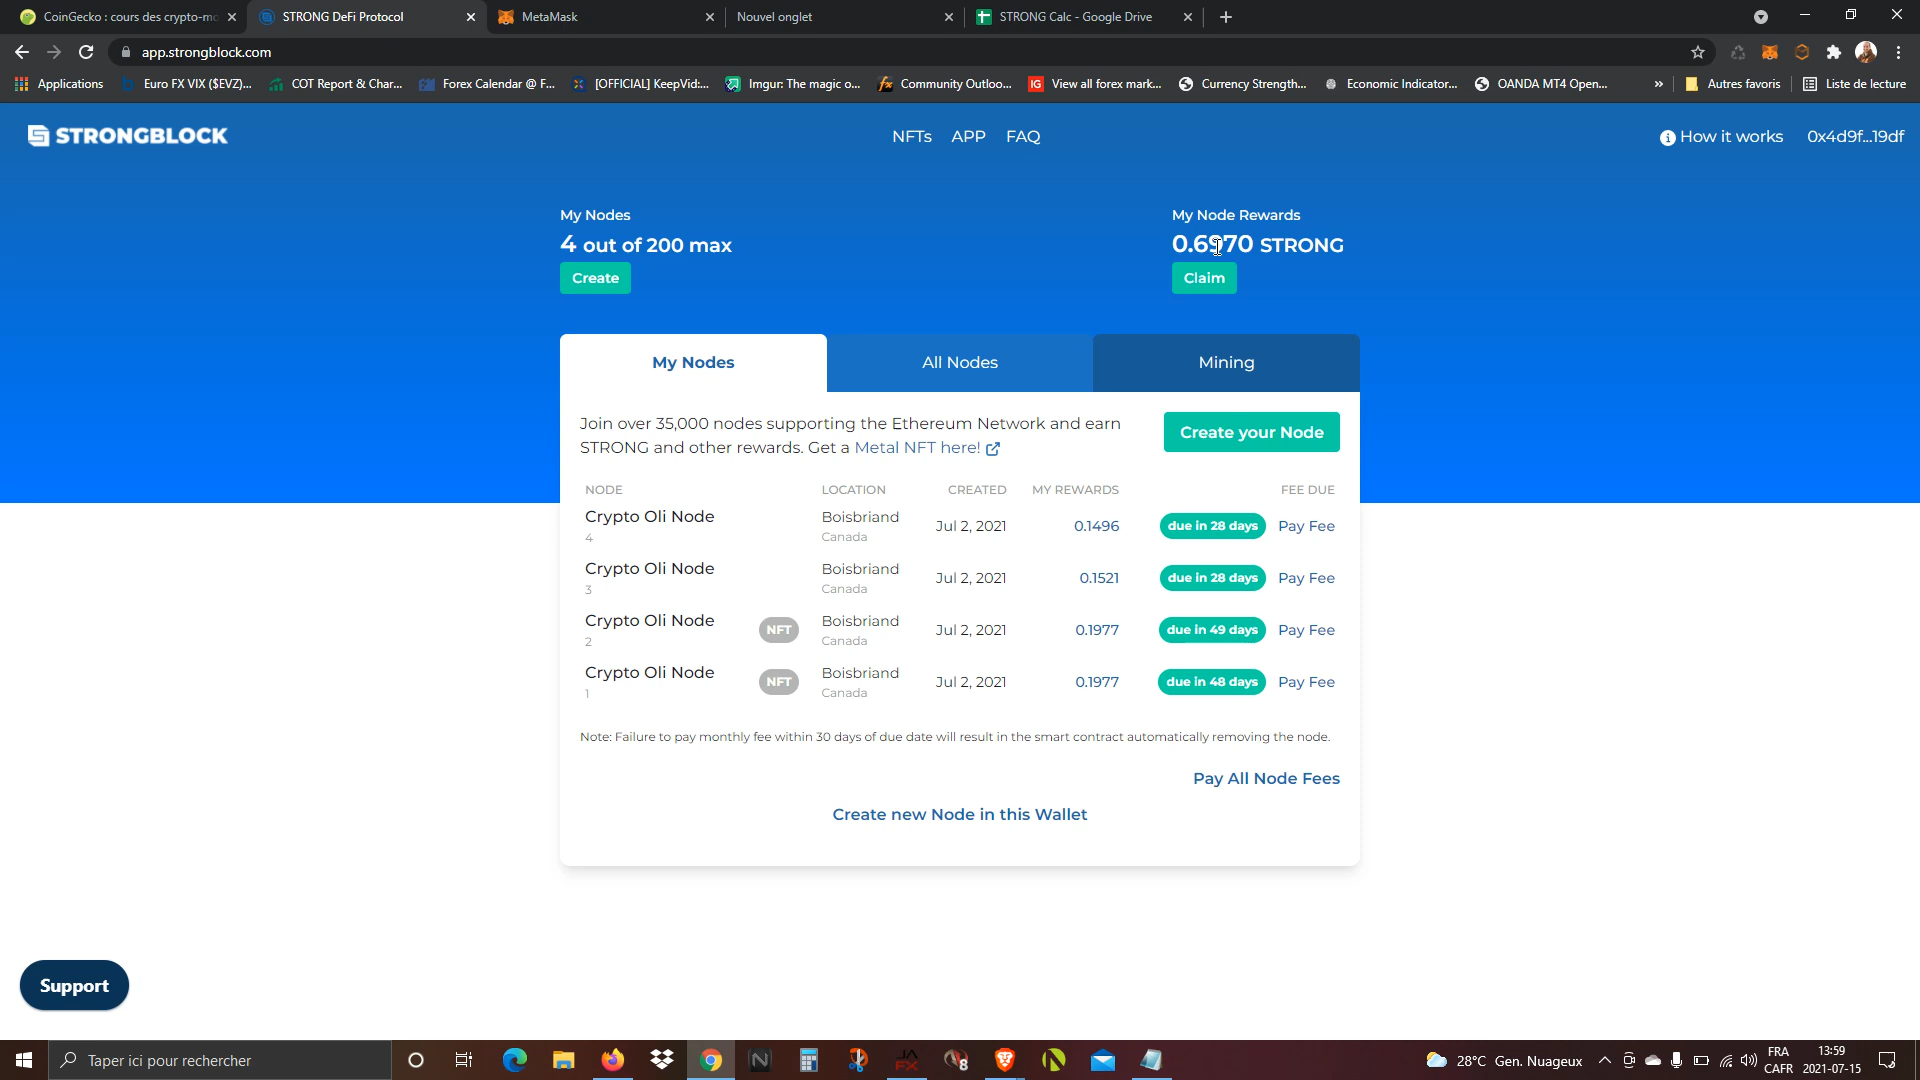 CoinGecko : cours des crypto-mo
STRONG DeFi Protocol
MetaMask
Nouvel onglet
STRONG Calc - Google Drive
app.strongblock.com
Applications
Euro FX VIX ($EVZ)...
COT Report & Char...
Forex Calendar @ F...
[OFFICIAL] KeepVid:...
Imgur: The magic o...
Community Outloo...
View all forex mark...
Currency Strength...
Economic Indicator...
OANDA MT4 Open...
»
Autres favoris
Liste de lecture
STRONGBLOCK
NFTs APP FAQ
How it works
0x4d9f...19df
My Nodes
4 out of 200 max
Create
My Node Rewards
0.6970 STRONG
Claim
My Nodes
All Nodes
Mining
Join over 35,000 nodes supporting the Ethereum Network and earn
STRONG and other rewards. Get a Metal NFT here!
Create your Node
NODE LOCATION CREATED MY REWARDS FEE DUE
Crypto Oli Node Boisbriand Jul 2, 2021 0.1496 due in 28 days Pay Fee
4 Canada
Crypto Oli Node Boisbriand Jul 2, 2021 0.1521 due in 28 days Pay Fee
3 Canada
Crypto Oli Node NFT Boisbriand Jul 2, 2021 0.1977 due in 49 days Pay Fee
2 Canada
Crypto Oli Node NFT Boisbriand Jul 2, 2021 0.1977 due in 48 days Pay Fee
1 Canada
Note: Failure to pay monthly fee within 30 days of due date will result in the smart contract automatically removing the node.
Pay All Node Fees
Create new Node in this Wallet
Support
Taper ici pour rechercher
28°C Gen. Nuageux
FRA
CAFR
13:59
2021-07-15